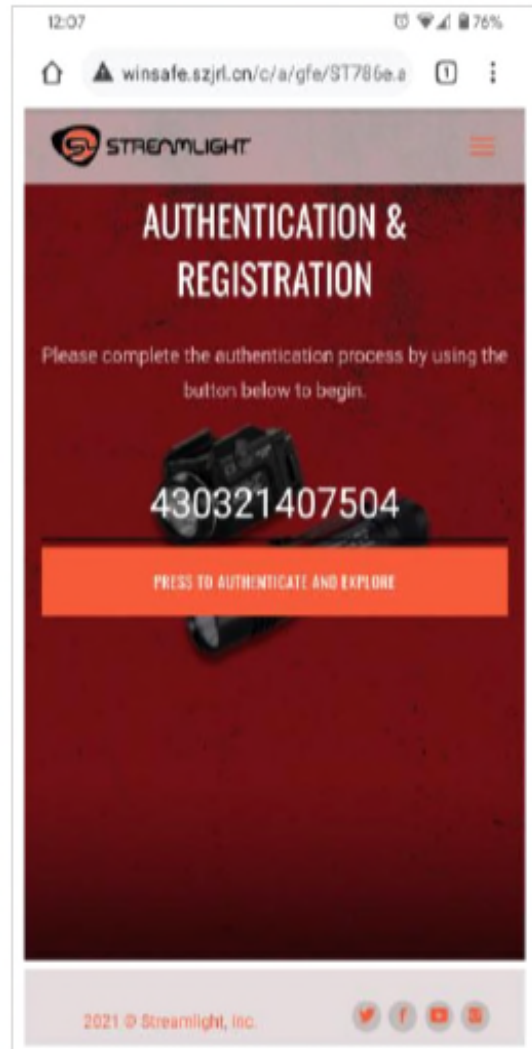 12:07
76%
winsafe.szjrl.cn/c/a/gfe/ST786e.a
1
STREAMLIGHT
AUTHENTICATION &
REGISTRATION
Please complete the authentication process by using the
button below to begin.
430321407504
PRESS TO AUTHENTICATE AND EXPLORE
2021 © Streamlight, Inc.